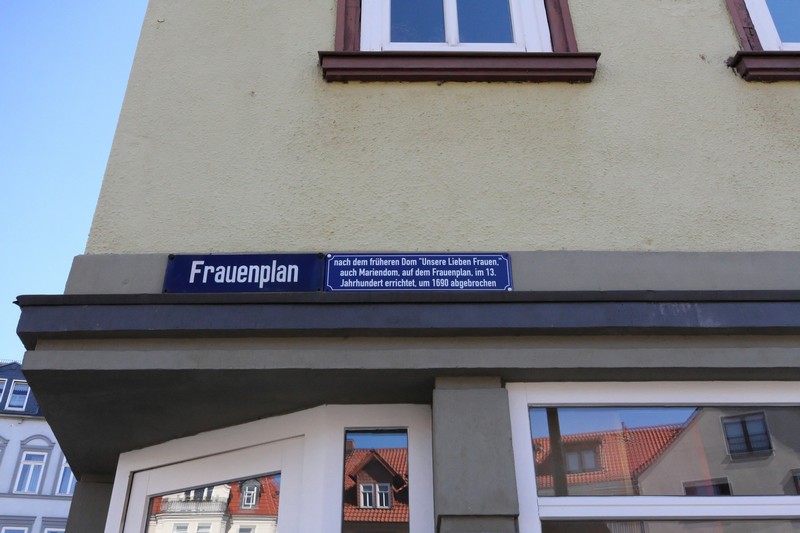 Frauenplan
nach dem früheren Dom "Unsere Lieben Frauen,"
auch Mariendom, auf dem Frauenplan, im 13.
Jahrhundert errichtet, um 1690 abgebrochen